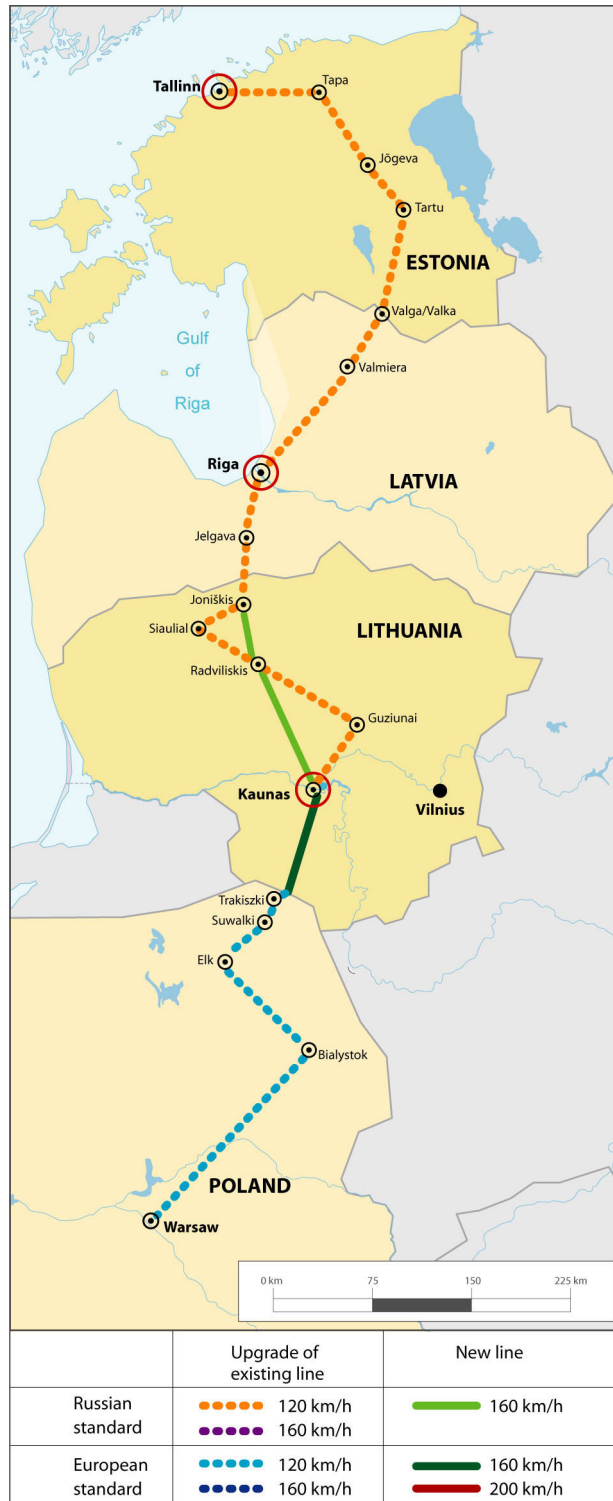 Tallinn
Tapa
Jõgeva
Tartu
ESTONIA
Valga/Valka
Gulf
of
Riga
Valmiera
Riga
LATVIA
Jelgava
Joniškis
Siaulial
LITHUANIA
Radviliskis
Guziunai
Kaunas
Vilnius
Trakiszki
Suwalki
Elk
Bialystok
POLAND
Warsaw
0 km 75 150 225 km
Upgrade of
existing line
New line
Russian
standard
120 km/h
160 km/h
160 km/h
European
standard
120 km/h
160 km/h
160 km/h
200 km/h